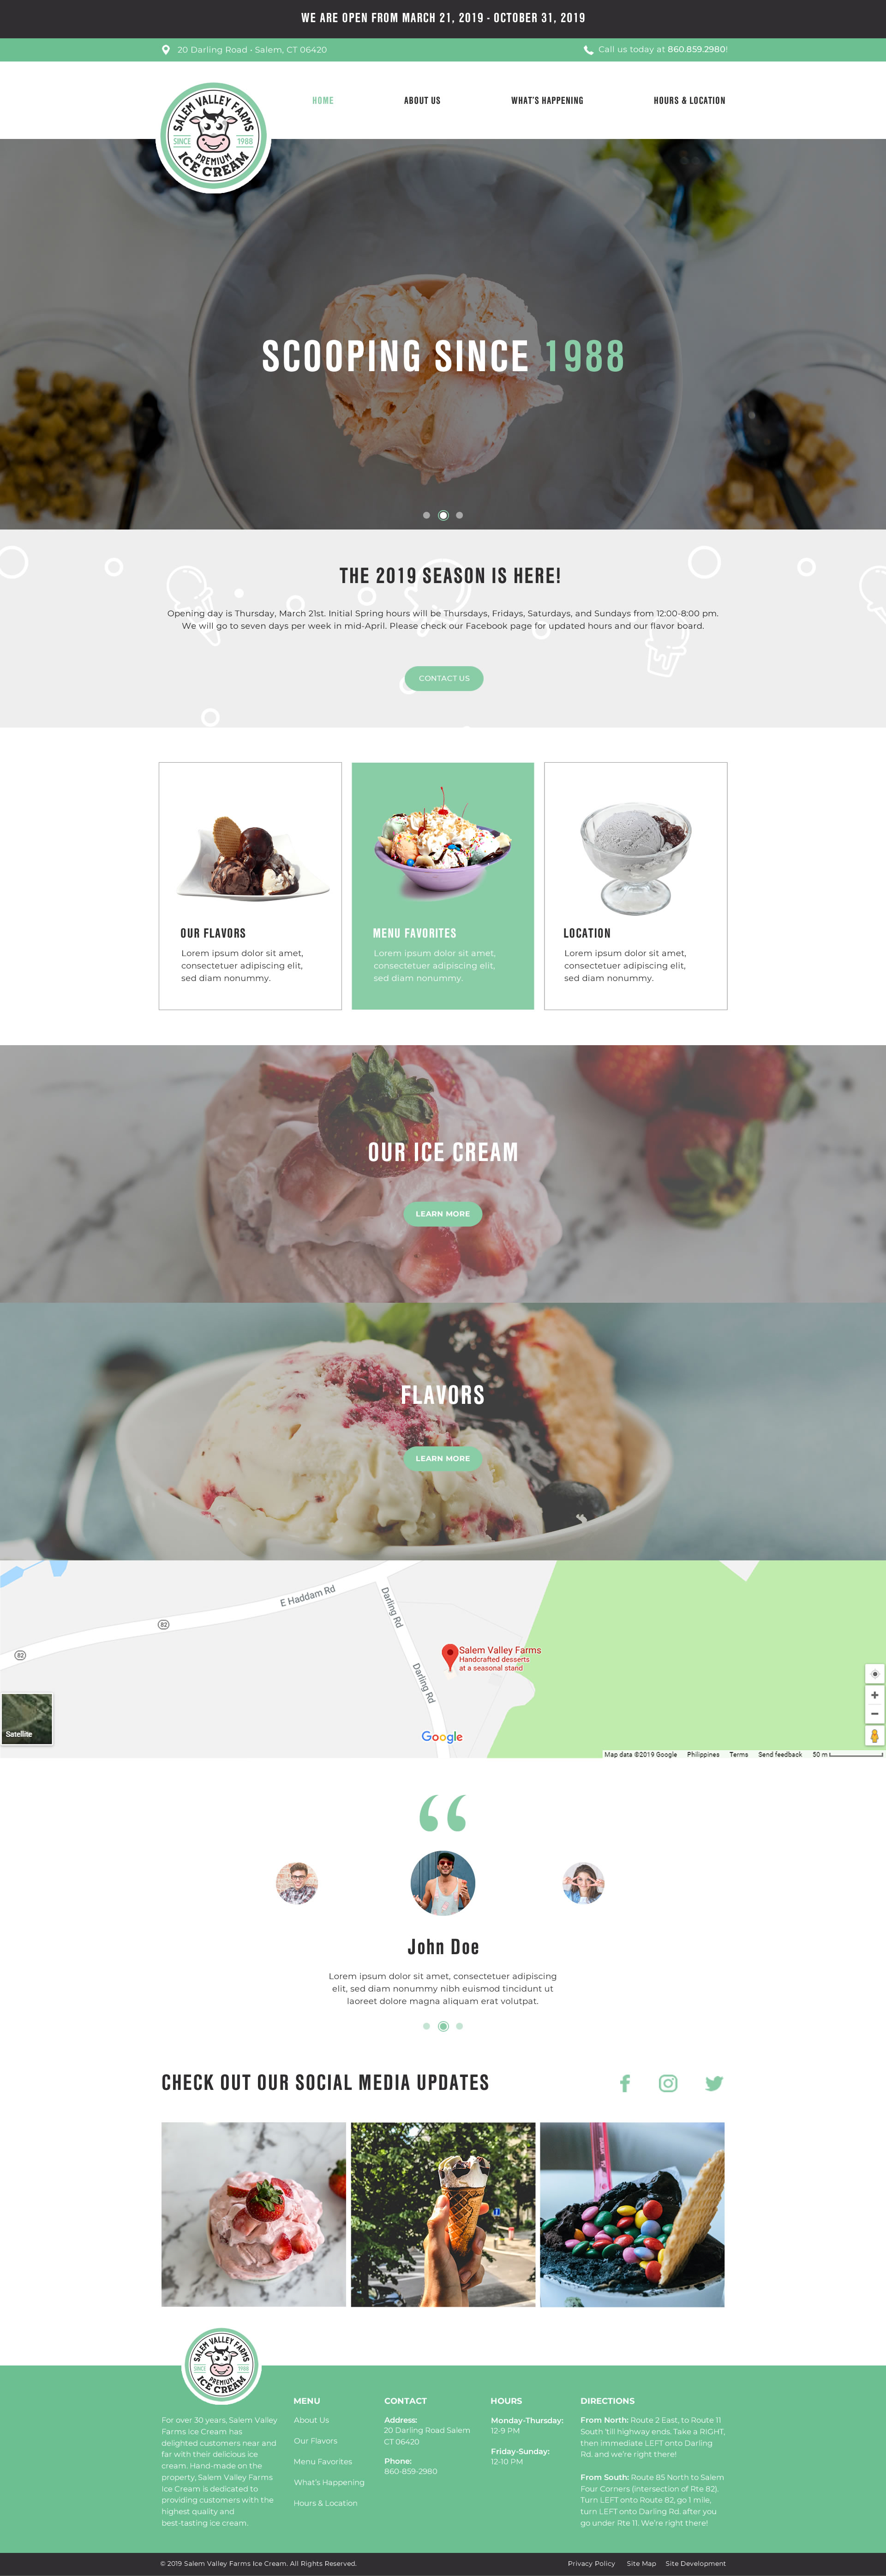 WE ARE OPEN FROM MARCH 21, 2019 - OCTOBER 31, 2019
20 Darling Road - Salem, CT 06420
Call us today at 860.859.2980!
SALEM VALLEY FARMS
SINCE 1988
PREMIUM
ICE CREAM
HOME
ABOUT US
WHAT'S HAPPENING
HOURS & LOCATION
SCOOPING SINCE 1988
THE 2019 SEASON IS HERE!
Opening day is Thursday, March 21st. Initial Spring hours will be Thursdays, Fridays, Saturdays, and Sundays from 12:00-8:00 pm.
We will go to seven days per week in mid-April. Please check our Facebook page for updated hours and our flavor board.
CONTACT US
OUR FLAVORS
Lorem ipsum dolor sit amet,
consectetuer adipiscing elit,
sed diam nonummy.
MENU FAVORITES
Lorem ipsum dolor sit amet,
consectetuer adipiscing elit,
sed diam nonummy.
LOCATION
Lorem ipsum dolor sit amet,
consectetuer adipiscing elit,
sed diam nonummy.
OUR ICE CREAM
LEARN MORE
FLAVORS
LEARN MORE
E Haddam Rd
Darling Rd
82
82
Darling Rd
Salem Valley Farms
Handcrafted desserts
at a seasonal stand
Satellite
Google
Map data ©2019 Google
Philippines
Terms
Send feedback
50 m
John Doe
Lorem ipsum dolor sit amet, consectetuer adipiscing
elit, sed diam nonummy nibh euismod tincidunt ut
laoreet dolore magna aliquam erat volutpat.
CHECK OUT OUR SOCIAL MEDIA UPDATES
SALEM VALLEY FARMS
SINCE 1988
PREMIUM
ICE CREAM
For over 30 years, Salem Valley
Farms Ice Cream has
delighted customers near and
far with their delicious ice
cream. Hand-made on the
property, Salem Valley Farms
Ice Cream is dedicated to
providing customers with the
highest quality and
best-tasting ice cream.
MENU
About Us
Our Flavors
Menu Favorites
What's Happening
Hours & Location
CONTACT
Address:
20 Darling Road Salem
CT 06420
Phone:
860-859-2980
HOURS
Monday-Thursday:
12-9 PM
Friday-Sunday:
12-10 PM
DIRECTIONS
From North: Route 2 East, to Route 11
South 'till highway ends. Take a RIGHT,
then immediate LEFT onto Darling
Rd. and we're right there!
From South: Route 85 North to Salem
Four Corners (intersection of Rte 82).
Turn LEFT onto Route 82, go 1 mile,
turn LEFT onto Darling Rd. after you
go under Rte 11. We're right there!
© 2019 Salem Valley Farms Ice Cream. All Rights Reserved.
Privacy Policy
Site Map
Site Development